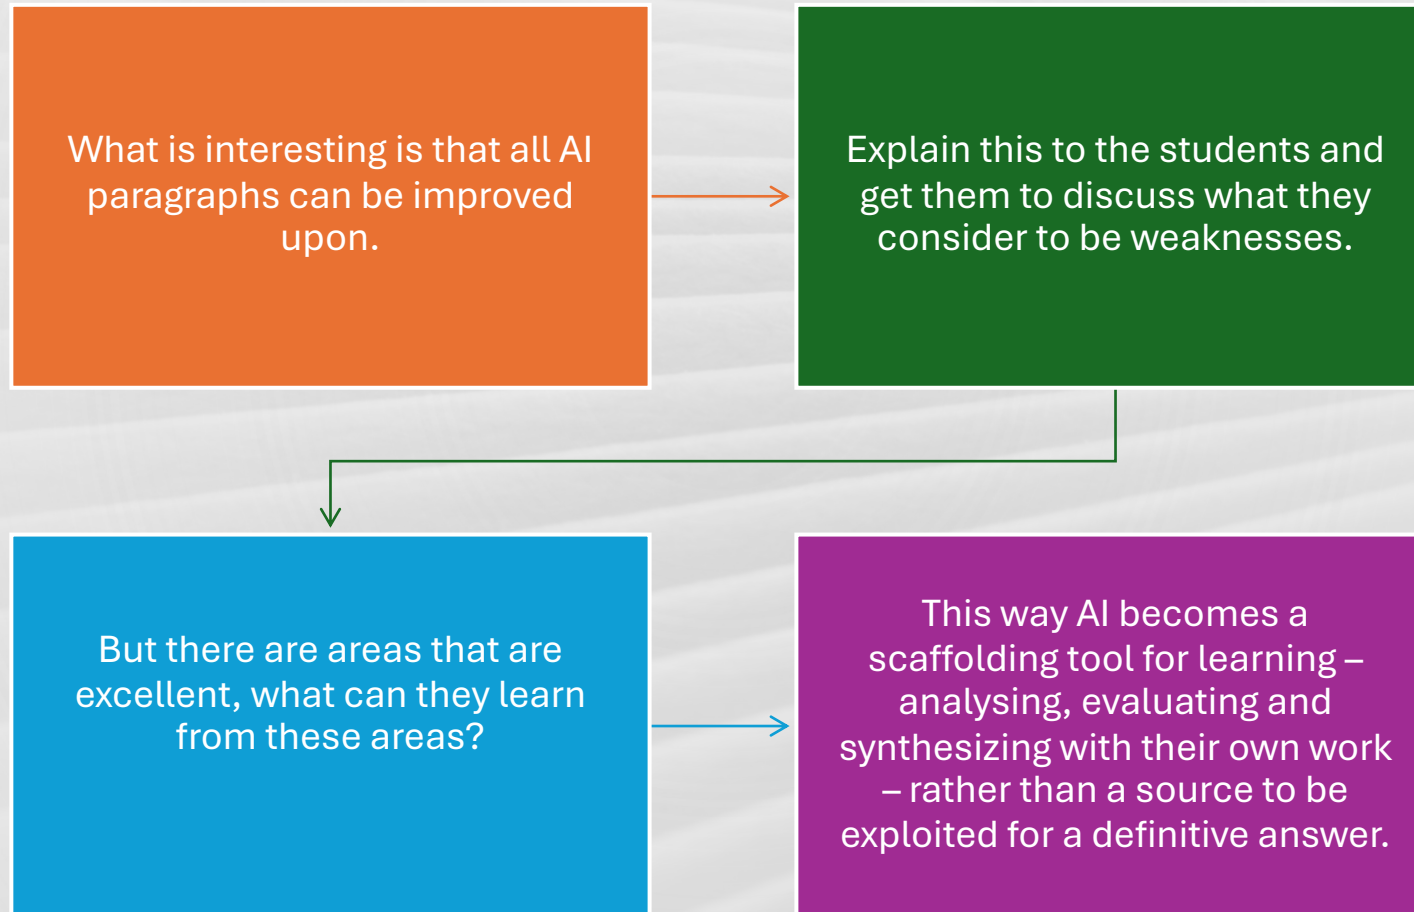 What is interesting is that all AI
paragraphs can be improved
upon.
Explain this to the students and
get them to discuss what they
consider to be weaknesses.
But there are areas that are
excellent, what can they learn
from these areas?
This way AI becomes a
scaffolding tool for learning –
analysing, evaluating and
synthesizing with their own work
– rather than a source to be
exploited for a definitive answer.